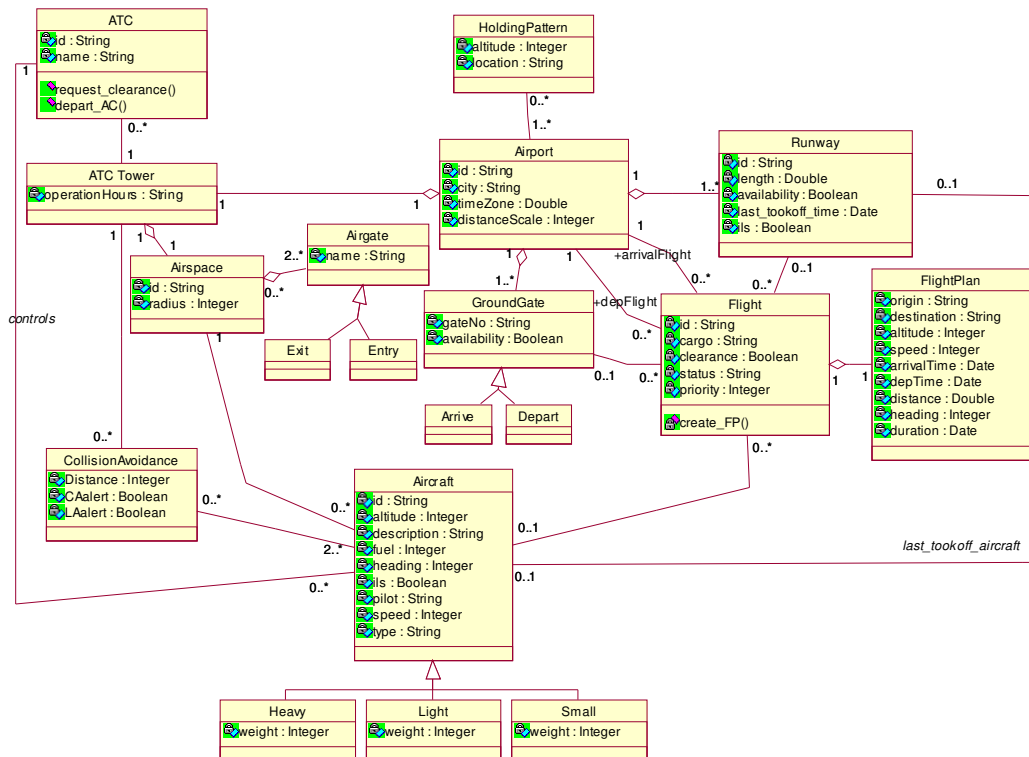 ATC
id : String
name : String
request_clearance()
depart_AC()
1
0..*
1
HoldingPattern
altitude : Integer
location : String
0..*
1..*
ATC Tower
operationHours : String
1
1
Airport
id : String
city : String
timeZone : Double
distanceScale : Integer
1
1..*
Runway
id : String
length : Double
availability : Boolean
last_tookoff_time : Date
ils : Boolean
0..1
1
1
1
Airspace
id : String
radius : Integer
0..*
2..*
Airgate
name : String
Exit
Entry
1
1..*
GroundGate
gateNo : String
availability : Boolean
Arrive
Depart
1
+arrivalFlight
0..*
1
+depFlight
0..*
0..1
0..*
0..1
0..*
Flight
id : String
cargo : String
clearance : Boolean
status : String
priority : Integer
create_FP()
1
1
FlightPlan
origin : String
destination : String
altitude : Integer
speed : Integer
arrivalTime : Date
depTime : Date
distance : Double
heading : Integer
duration : Date
controls
1
0..*
CollisionAvoidance
Distance : Integer
CAalert : Boolean
LAalert : Boolean
0..*
2..*
0..*
0..*
Aircraft
id : String
altitude : Integer
description : String
fuel : Integer
heading : Integer
ils : Boolean
pilot : String
speed : Integer
type : String
0..*
0..1
0..1
last_tookoff_aircraft
Heavy
weight : Integer
Light
weight : Integer
Small
weight : Integer